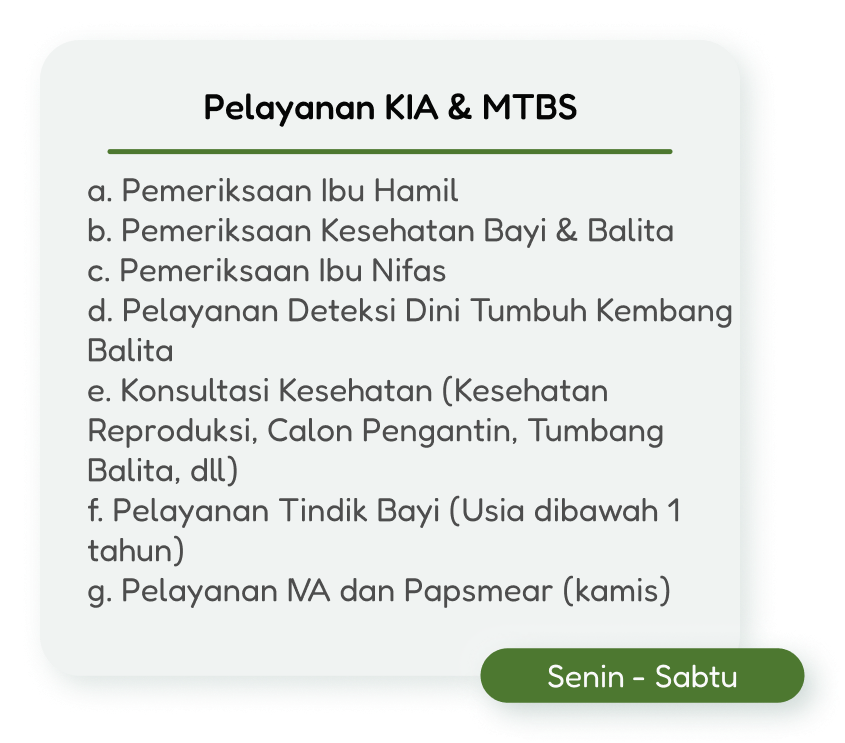 Pelayanan KIA & MTBS
a. Pemeriksaan Ibu Hamil
b. Pemeriksaan Kesehatan Bayi & Balita
c. Pemeriksaan Ibu Nifas
d. Pelayanan Deteksi Dini Tumbuh Kembang
Balita
e. Konsultasi Kesehatan (Kesehatan
Reproduksi, Calon Pengantin, Tumbang
Balita, dll)
f. Pelayanan Tindik Bayi (Usia dibawah 1
tahun)
g. Pelayanan IVA dan Papsmear (kamis)
Senin - Sabtu